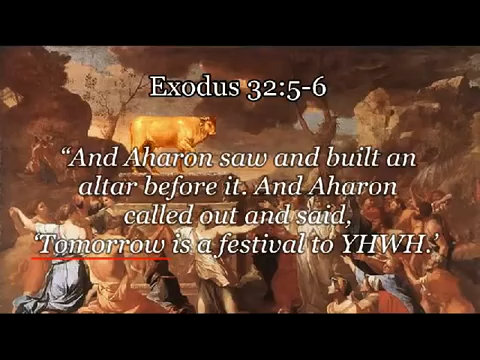 Exodus 32:5-6
“And Aharon saw and built an
altar before it. And Aharon
called out and said,
‘Tomorrow is a festival to YHWH.’